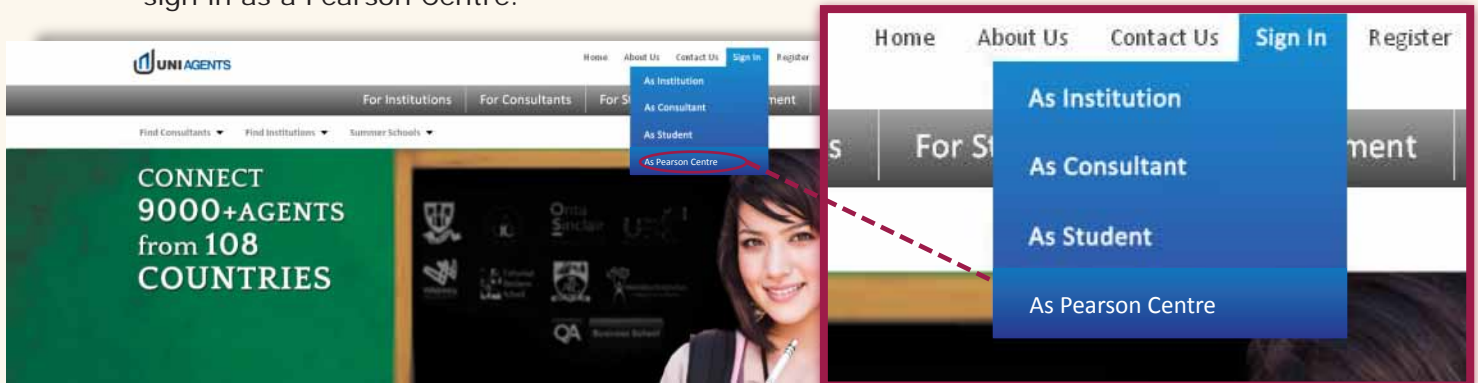 sign in as a Pearson Centre.
UNI AGENTS
Home About Us Contact Us Sign In Register
As Institution
As Consultant
As Student
As Pearson Centre
For Institutions For Consultants For St ment
Find Consultants Find Institutions Summer Schools
CONNECT
9000+AGENTS
from 108
COUNTRIES
QA Business School
Home About Us Contact Us Sign In Register
As Institution
As Consultant
As Student
As Pearson Centre
s For St ment